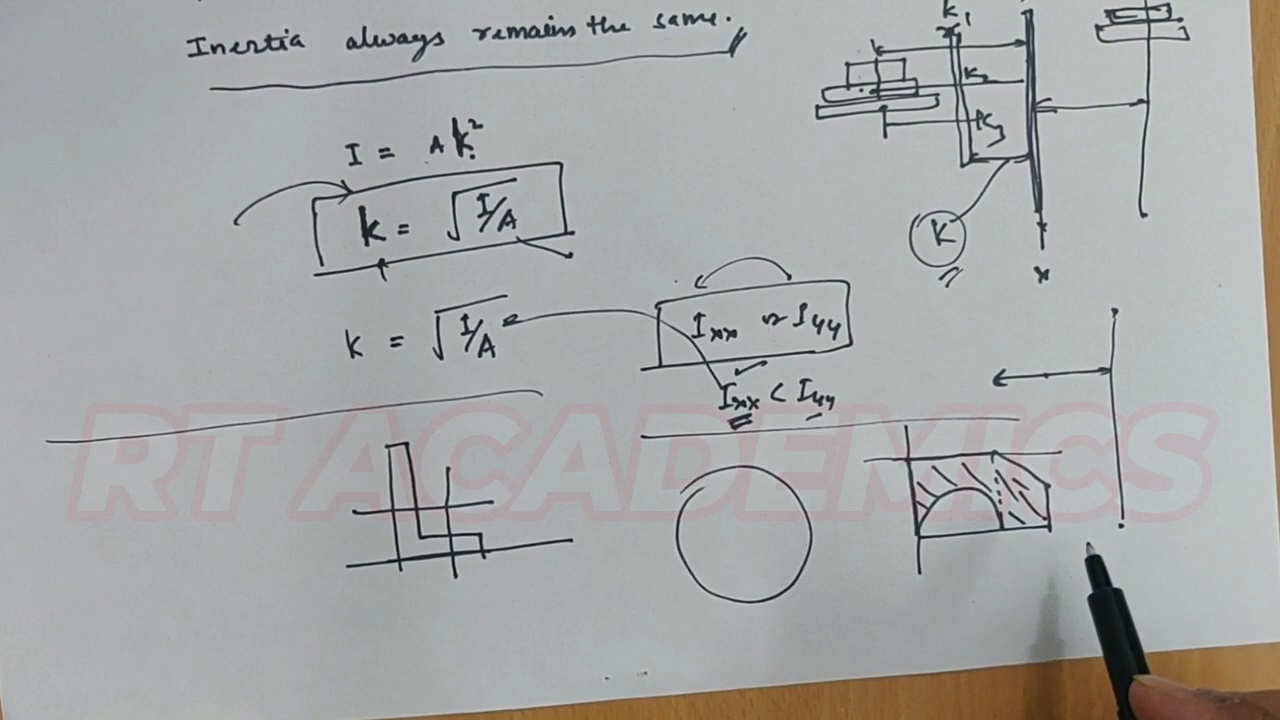 Inertia always remains the same.
k1
k2
k3
I = Ak²
k = √I/A
K
x
Ixx or Iyy
k = √I/A
Ixx < Iyy
RT ACADEMICS